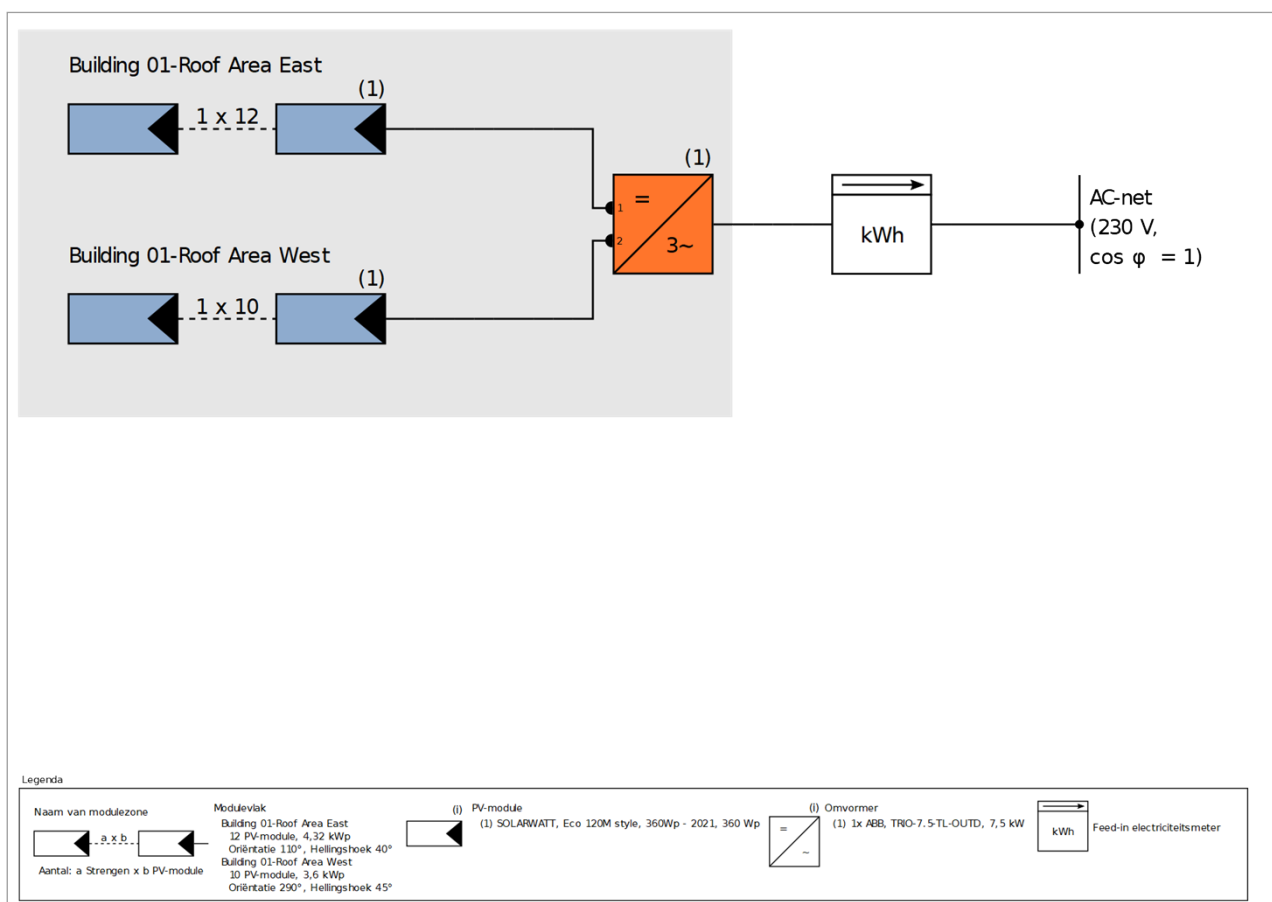 Building 01-Roof Area East
(1)
1 x 12
(1)
=
1
2
3~
kWh
AC-net
(230 V,
cos φ = 1)
Building 01-Roof Area West
(1)
1 x 10
Legenda
Naam van modulezone
a x b
Aantal: a Strengen x b PV-module
Modulevlak
Building 01-Roof Area East
12 PV-module, 4,32 kWp
Oriëntatie 110°, Hellingshoek 40°
Building 01-Roof Area West
10 PV-module, 3,6 kWp
Oriëntatie 290°, Hellingshoek 45°
(i) PV-module
(1) SOLARWATT, Eco 120M style, 360Wp - 2021, 360 Wp
=
~
(i) Omvormer
(1) 1x ABB, TRIO-7.5-TL-OUTD, 7,5 kW
kWh
Feed-in electriciteitsmeter